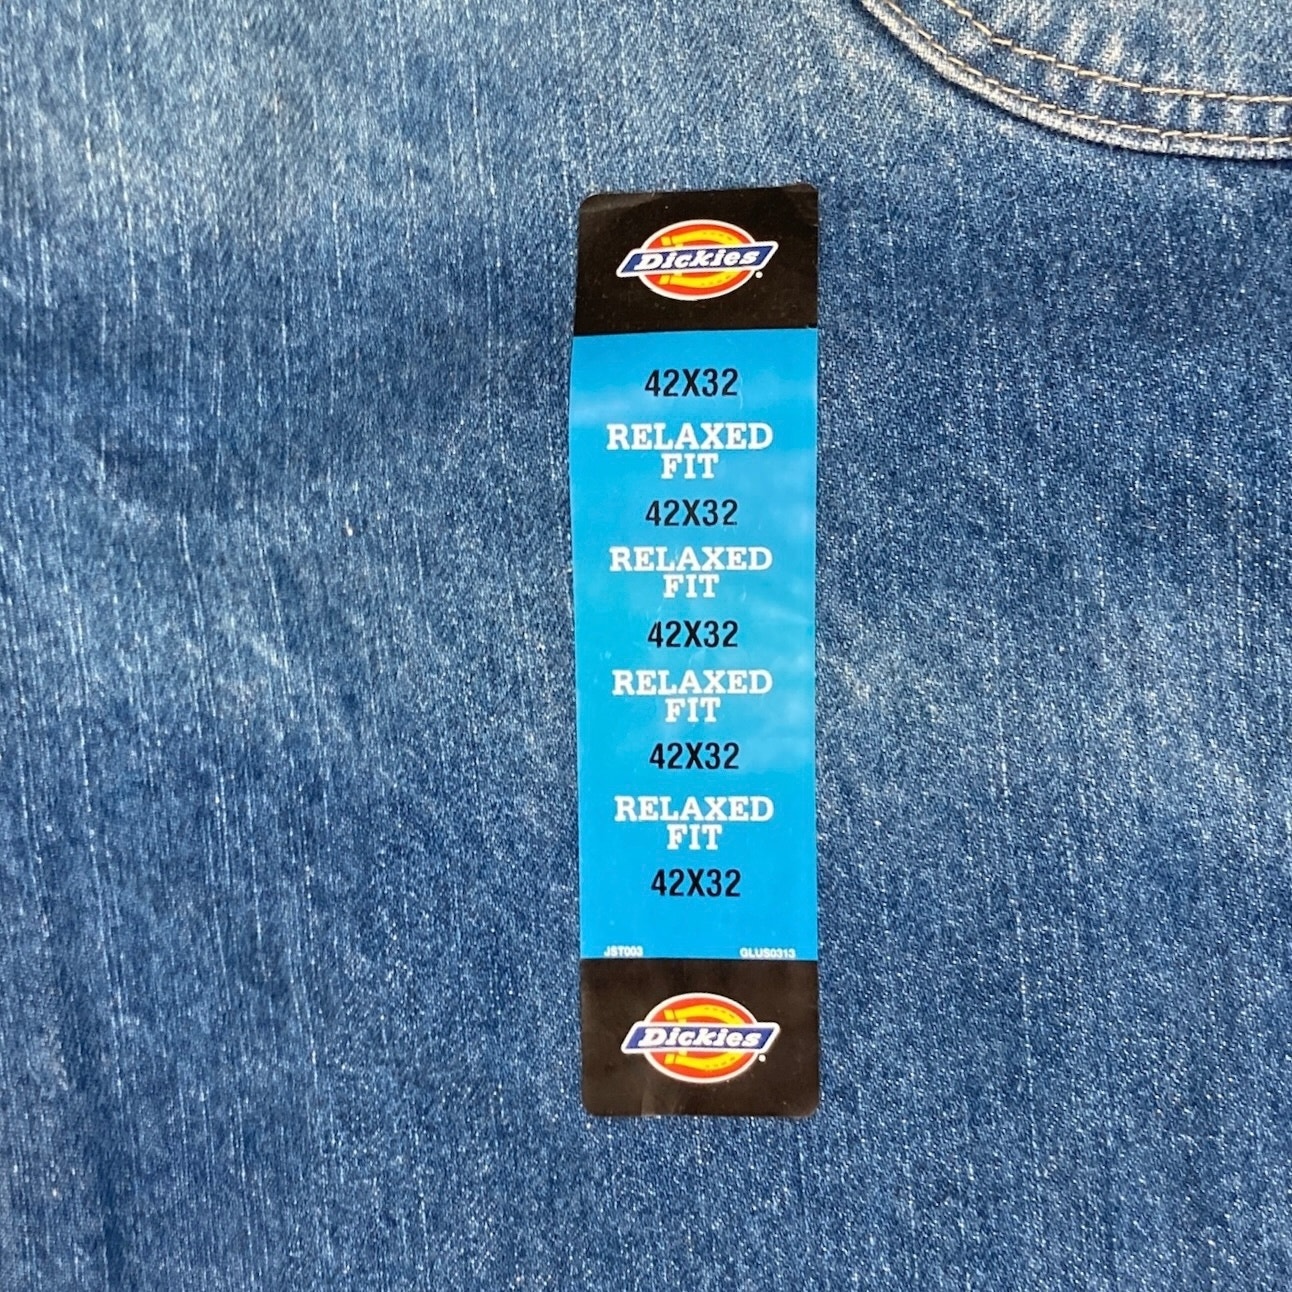 Dickies
42X32
RELAXED
FIT
42X32
RELAXED
FIT
42X32
RELAXED
FIT
42X32
RELAXED
FIT
42X32
JST003 GLUS0313
Dickies